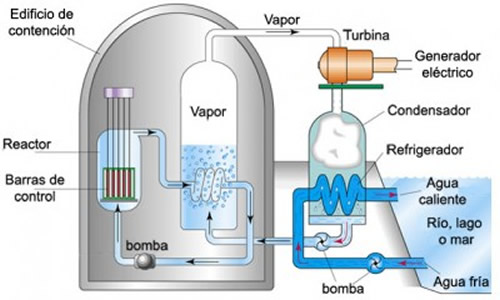 Edificio de
contención
Vapor
Turbina
Generador
eléctrico
Vapor
Condensador
Reactor
Refrigerador
Barras de
control
Agua
caliente
Río, lago
o mar
bomba
bomba
Agua fría